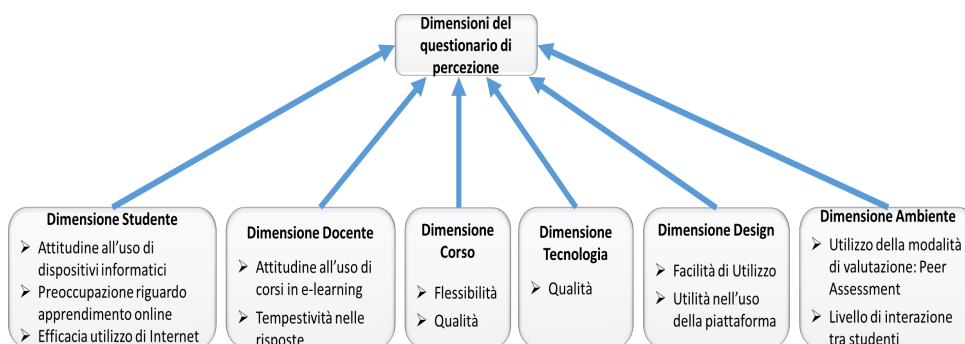 Dimensioni del
questionario di
percezione
Dimensione Studente
Attitudine all'uso di
dispositivi informatici
Preoccupazione riguardo
apprendimento online
Efficacia utilizzo di Internet
Dimensione Docente
Attitudine all'uso di
corsi in e-learning
Tempestività nelle
risposte
Dimensione
Corso
Flessibilità
Qualità
Dimensione
Tecnologia
Qualità
Dimensione Design
Facilità di Utilizzo
Utilità nell'uso
della piattaforma
Dimensione Ambiente
Utilizzo della modalità
di valutazione: Peer
Assessment
Livello di interazione
tra studenti